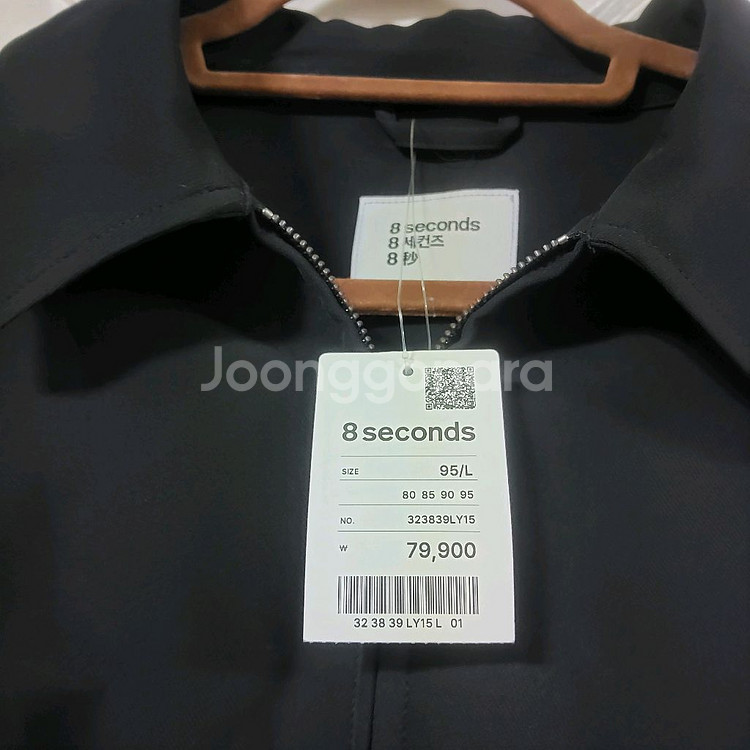 8 seconds
8 세컨즈
8 秒
Joonggonara
8 seconds
SIZE 95/L
80 85 90 95
NO. 323839LY15
₩ 79,900
32 38 39 LY15 L 01